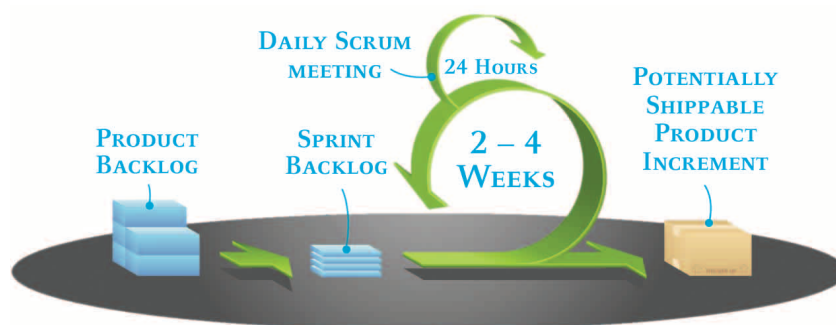 Daily Scrum
meeting
24 Hours
Potentially
Shippable
Product
Increment
Product
Backlog
Sprint
Backlog
2 – 4
Weeks